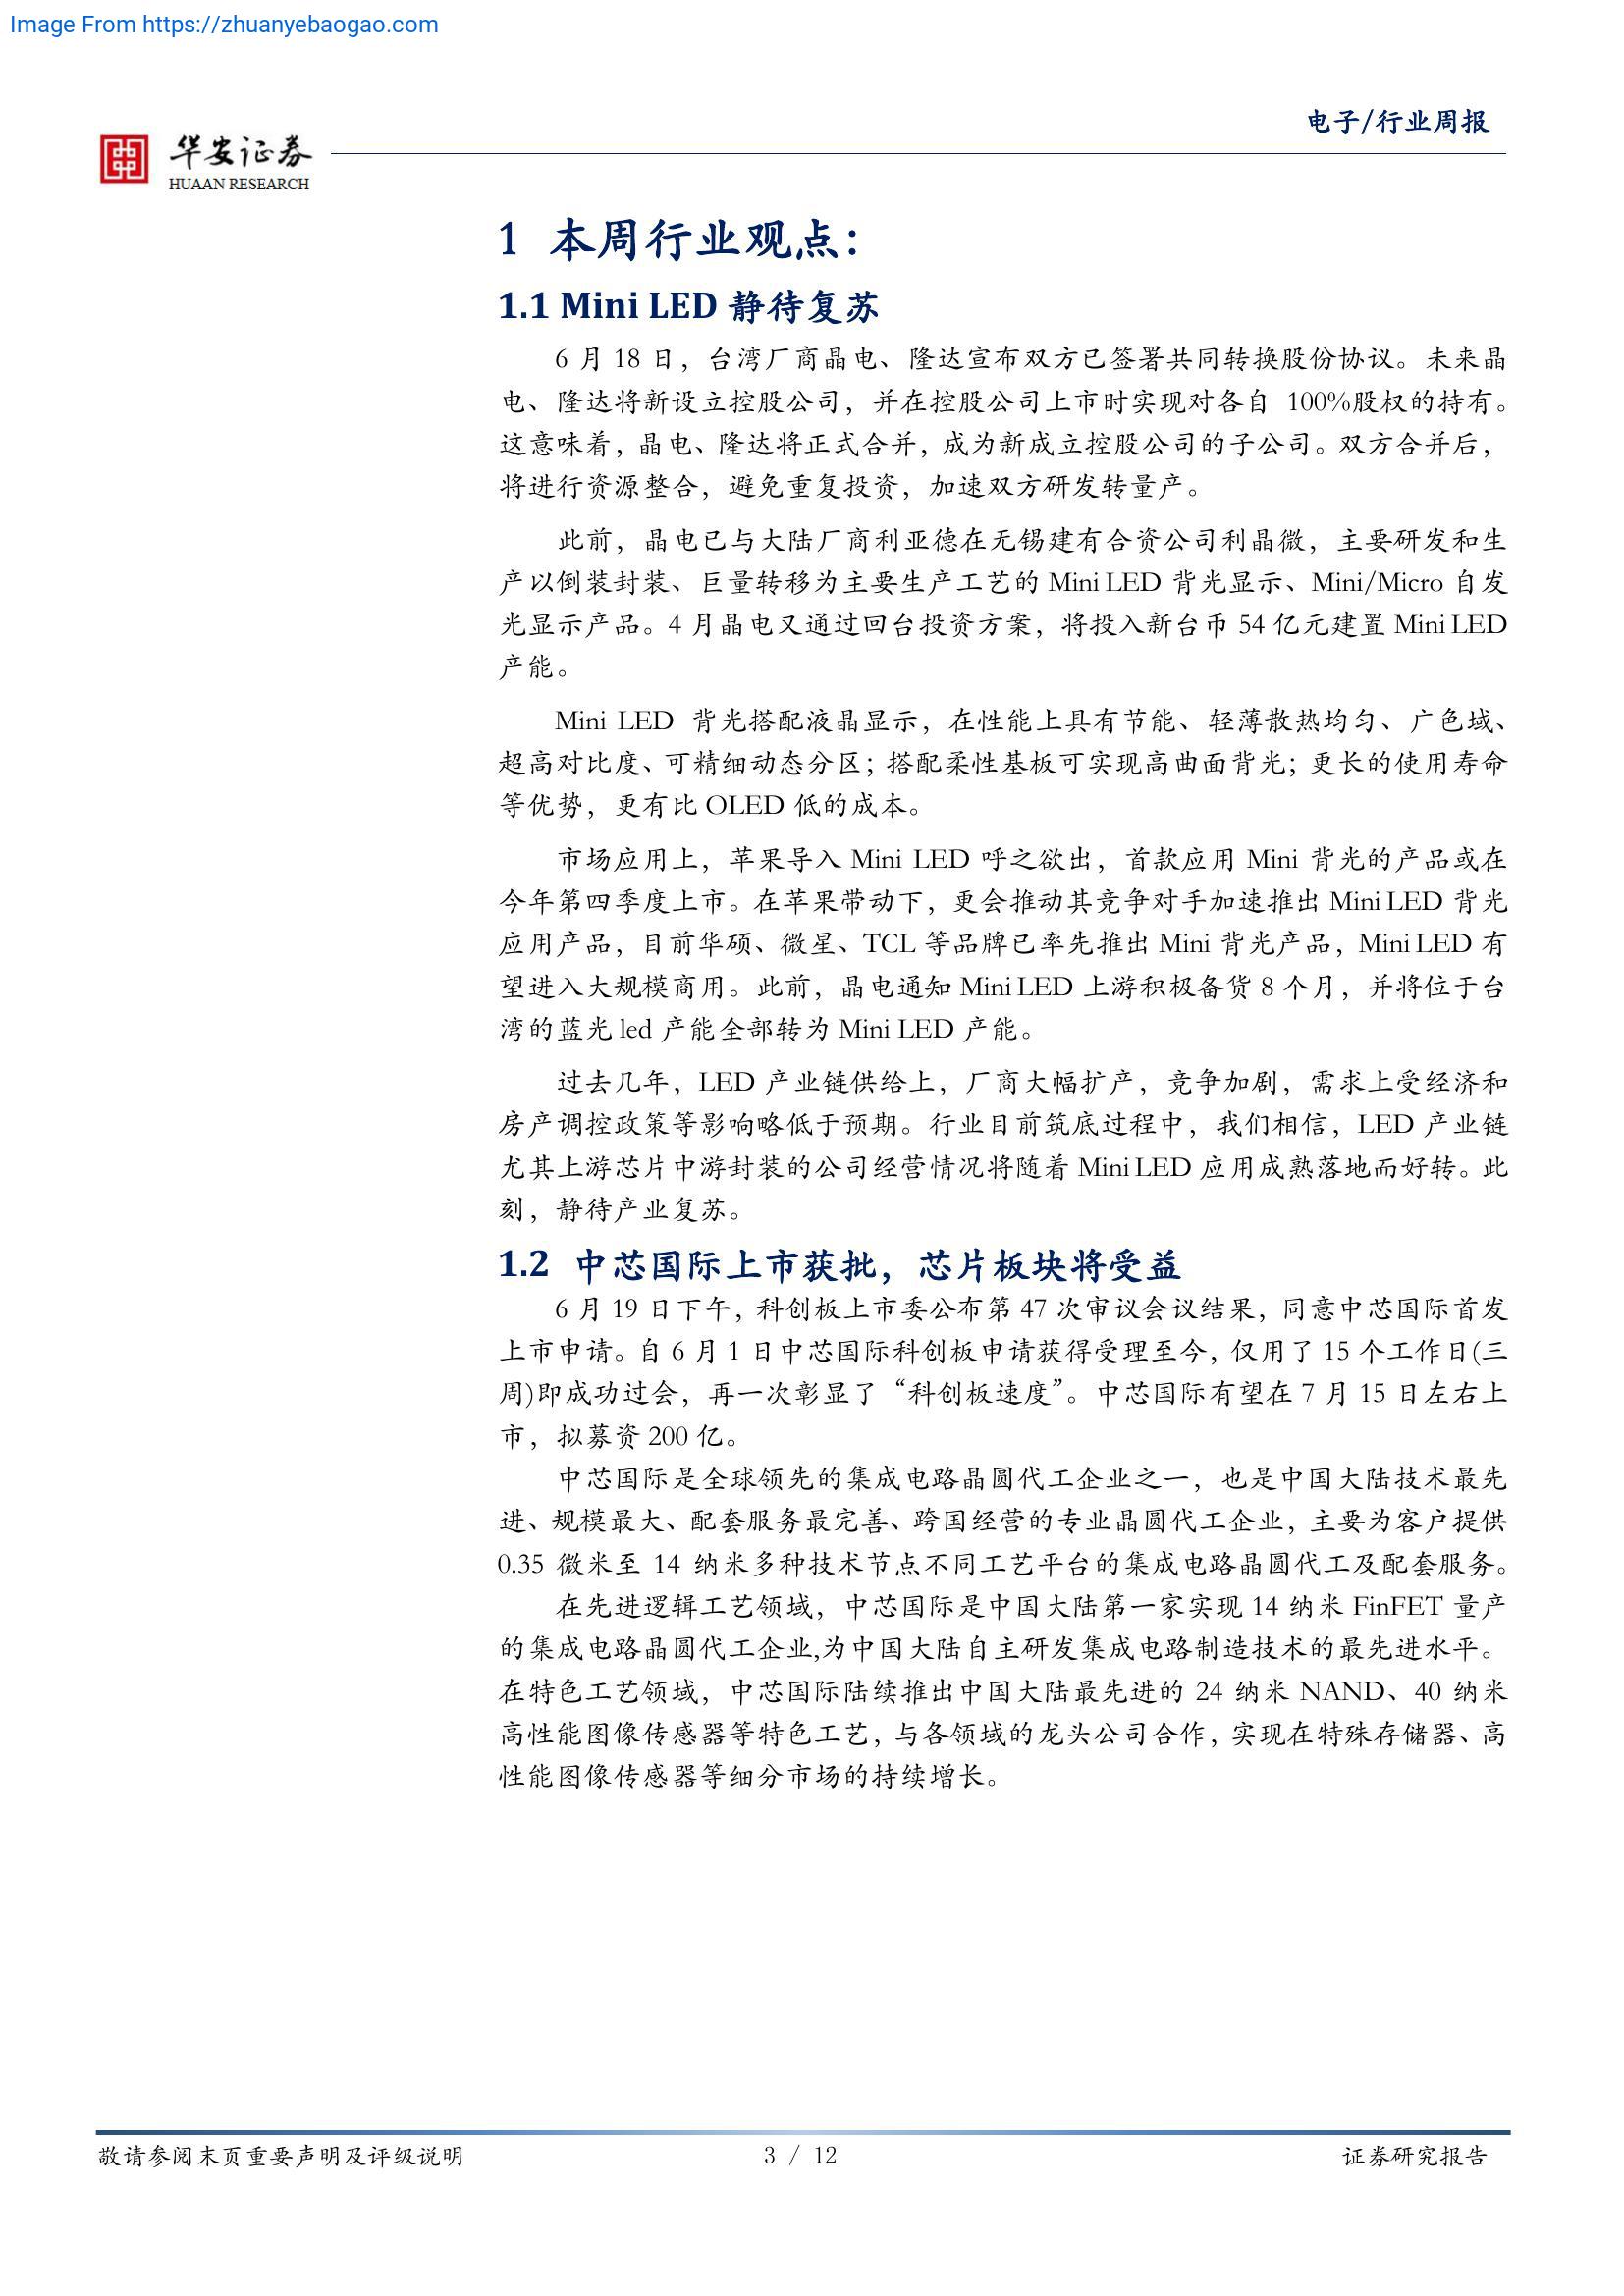 Image From https://zhuanyebaogao.com
电子/行业周报
华安证券
HUAAN RESEARCH
1 本周行业观点：
1.1 Mini LED 静待复苏
6 月 18 日，台湾厂商晶电、隆达宣布双方已签署共同转换股份协议。未来晶
电、隆达将新设立控股公司，并在控股公司上市时实现对各自 100%股权的持有。
这意味着，晶电、隆达将正式合并，成为新成立控股公司的子公司。双方合并后，
将进行资源整合，避免重复投资，加速双方研发转量产。
此前，晶电已与大陆厂商利亚德在无锡建有合资公司利晶微，主要研发和生
产以倒装封装、巨量转移为主要生产工艺的 Mini LED 背光显示、Mini/Micro 自发
光显示产品。4 月晶电又通过回台投资方案，将投入新台币 54 亿元建置 Mini LED
产能。
Mini LED 背光搭配液晶显示，在性能上具有节能、轻薄散热均匀、广色域、
超高对比度、可精细动态分区；搭配柔性基板可实现高曲面背光；更长的使用寿命
等优势，更有比 OLED 低的成本。
市场应用上，苹果导入 Mini LED 呼之欲出，首款应用 Mini 背光的产品或在
今年第四季度上市。在苹果带动下，更会推动其竞争对手加速推出 Mini LED 背光
应用产品，目前华硕、微星、TCL 等品牌已率先推出 Mini 背光产品，Mini LED 有
望进入大规模商用。此前，晶电通知 Mini LED 上游积极备货 8 个月，并将位于台
湾的蓝光 led 产能全部转为 Mini LED 产能。
过去几年，LED 产业链供给上，厂商大幅扩产，竞争加剧，需求上受经济和
房产调控政策等影响略低于预期。行业目前筑底过程中，我们相信，LED 产业链
尤其上游芯片中游封装的公司经营情况将随着 Mini LED 应用成熟落地而好转。此
刻，静待产业复苏。
1.2 中芯国际上市获批，芯片板块将受益
6 月 19 日下午，科创板上市委公布第 47 次审议会议结果，同意中芯国际首发
上市申请。自 6 月 1 日中芯国际科创板申请获得受理至今，仅用了 15 个工作日(三
周)即成功过会，再一次彰显了“科创板速度”。中芯国际有望在 7 月 15 日左右上
市，拟募资 200 亿。
中芯国际是全球领先的集成电路晶圆代工企业之一，也是中国大陆技术最先
进、规模最大、配套服务最完善、跨国经营的专业晶圆代工企业，主要为客户提供
0.35 微米至 14 纳米多种技术节点不同工艺平台的集成电路晶圆代工及配套服务。
在先进逻辑工艺领域，中芯国际是中国大陆第一家实现 14 纳米 FinFET 量产
的集成电路晶圆代工企业,为中国大陆自主研发集成电路制造技术的最先进水平。
在特色工艺领域，中芯国际陆续推出中国大陆最先进的 24 纳米 NAND、40 纳米
高性能图像传感器等特色工艺，与各领域的龙头公司合作，实现在特殊存储器、高
性能图像传感器等细分市场的持续增长。
敬请参阅末页重要声明及评级说明
3 / 12
证券研究报告